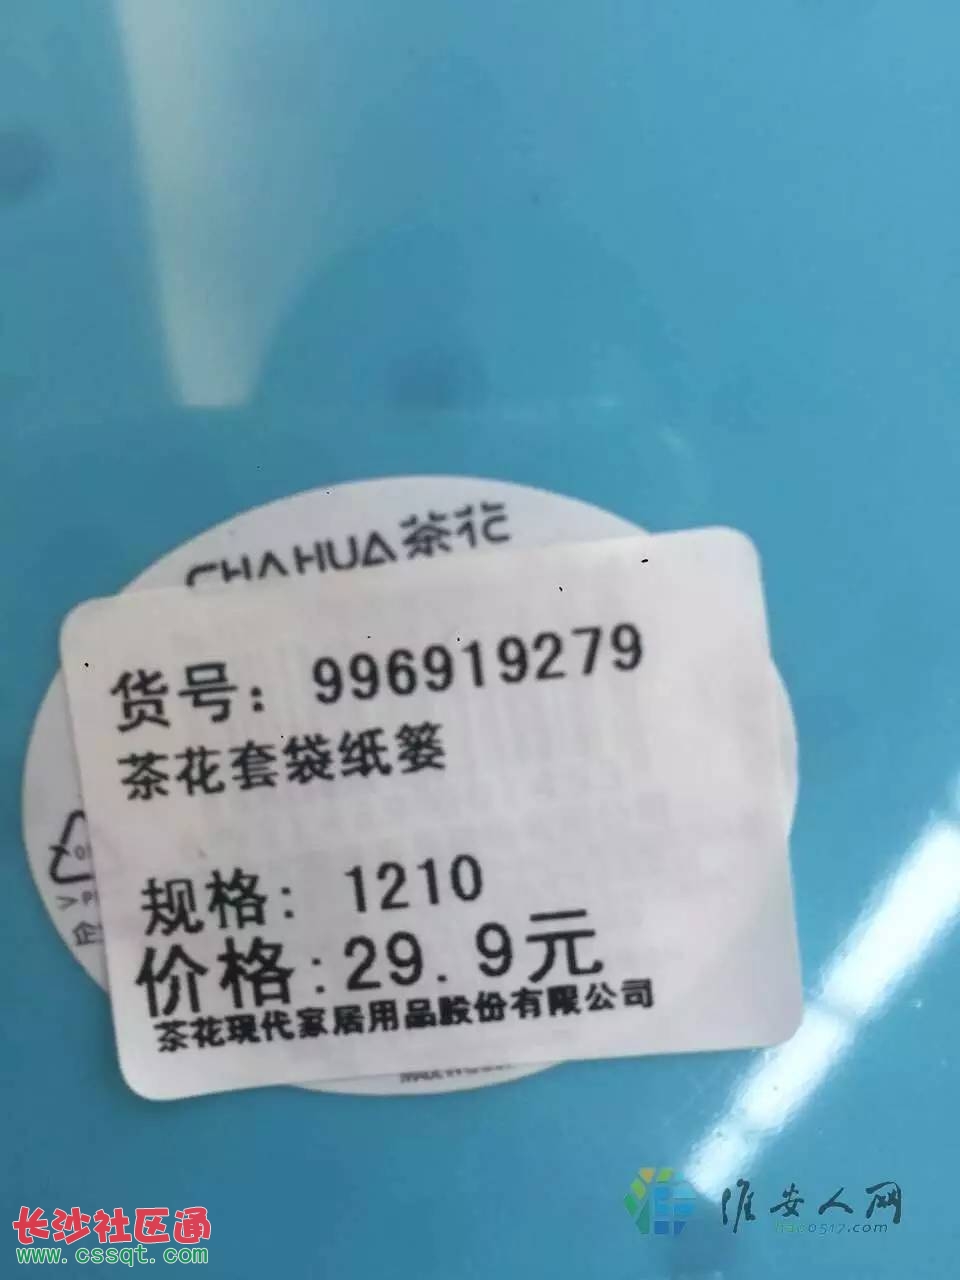 CHAHUA茶花
货号: 996919279
茶花套袋纸篓
规格: 1210
价格:29.9元
茶花现代家居用品股份有限公司
淮安人网
hao0517.com
长沙社区通
www.cssqt.com